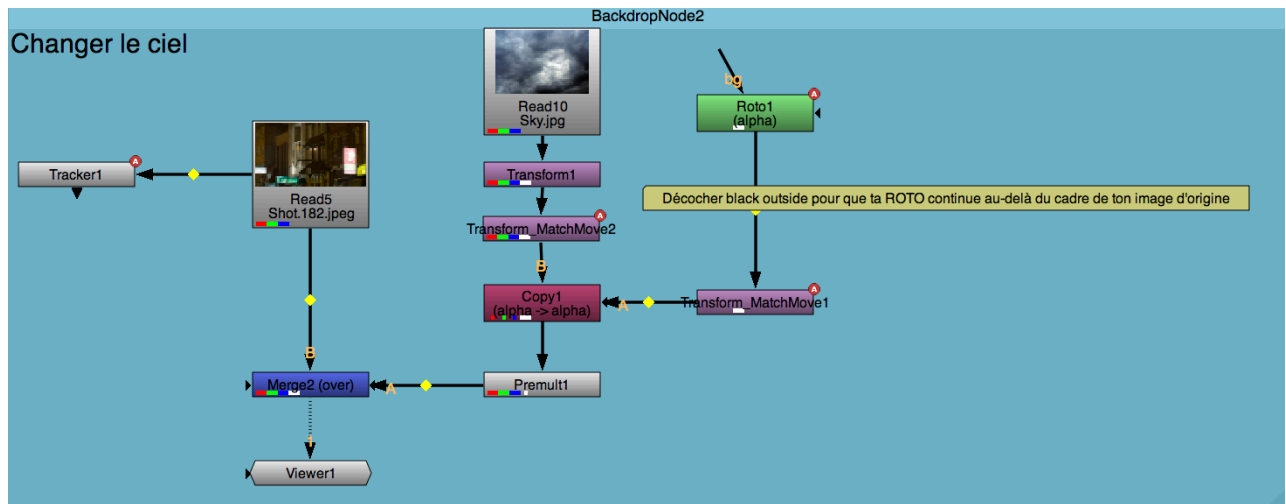 BackdropNode2
Changer le ciel
Read10
Sky.jpg
bg
A
Roto1
(alpha)
A
Tracker1
Read5
Shot.182.jpeg
Transform1
Décocher black outside pour que ta ROTO continue au-delà du cadre de ton image d'origine
A
Transform_MatchMove2
B
Copy1
(alpha -> alpha)
A
A
Transform_MatchMove1
B
Merge2 (over)
A
Premult1
1
Viewer1